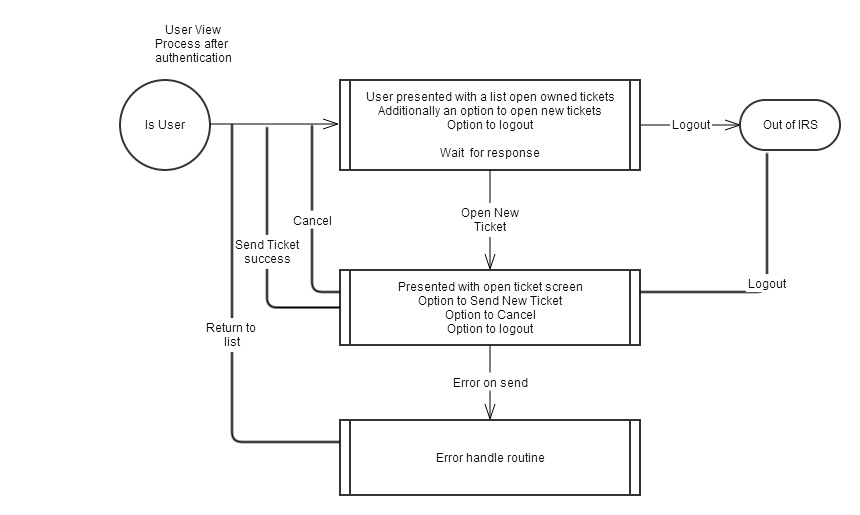 User View
Process after
authentication
Is User
User presented with a list open owned tickets
Additionally an option to open new tickets
Option to logout
Wait for response
Logout
Out of IRS
Open New
Ticket
Cancel
Send Ticket
success
Presented with open ticket screen
Option to Send New Ticket
Option to Cancel
Option to logout
Logout
Return to
list
Error on send
Error handle routine